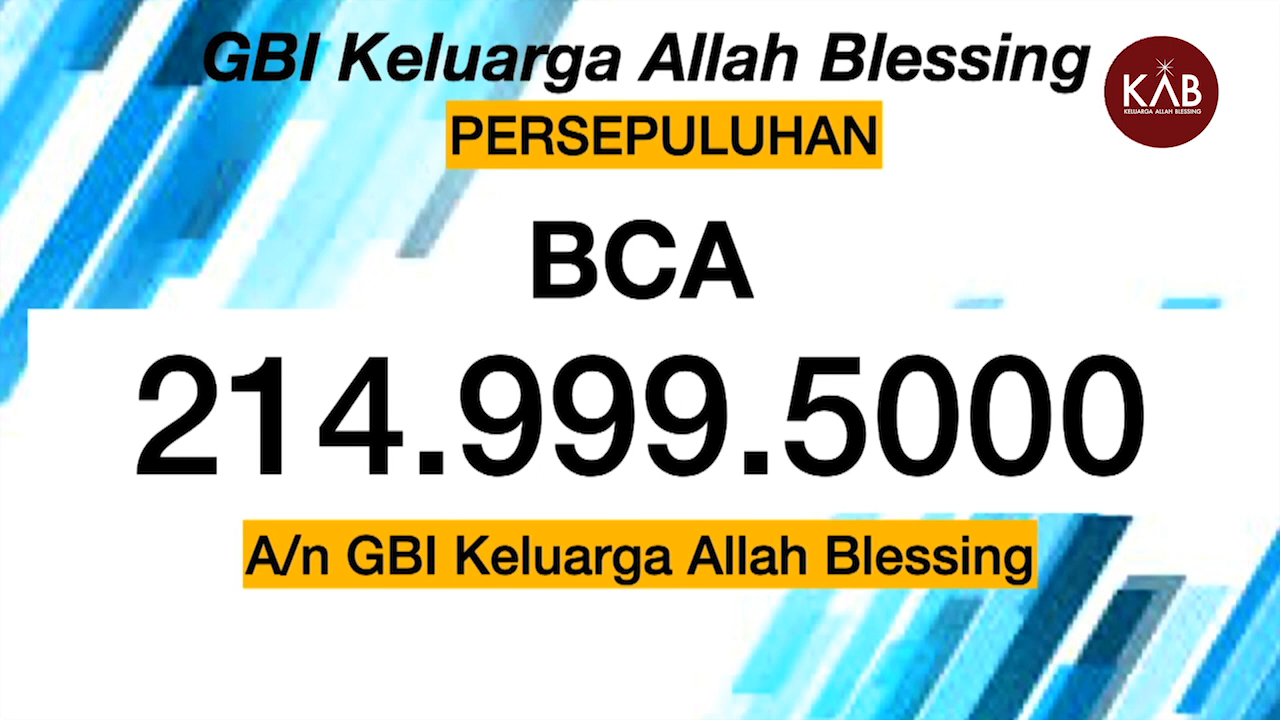 GBI Keluarga Allah Blessing
KAB
KELUARGA ALLAH BLESSING
PERSEPULUHAN
BCA
214.999.5000
A/n GBI Keluarga Allah Blessing